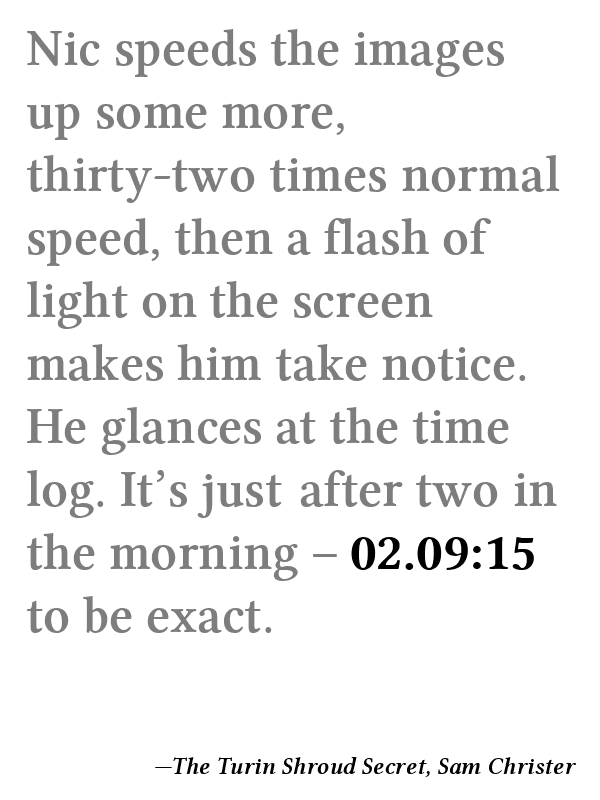 Nic speeds the images
up some more,
thirty-two times normal
speed, then a flash of
light on the screen
makes him take notice.
He glances at the time
log. It’s just after two in
the morning – 02.09:15
to be exact.
—The Turin Shroud Secret, Sam Christer